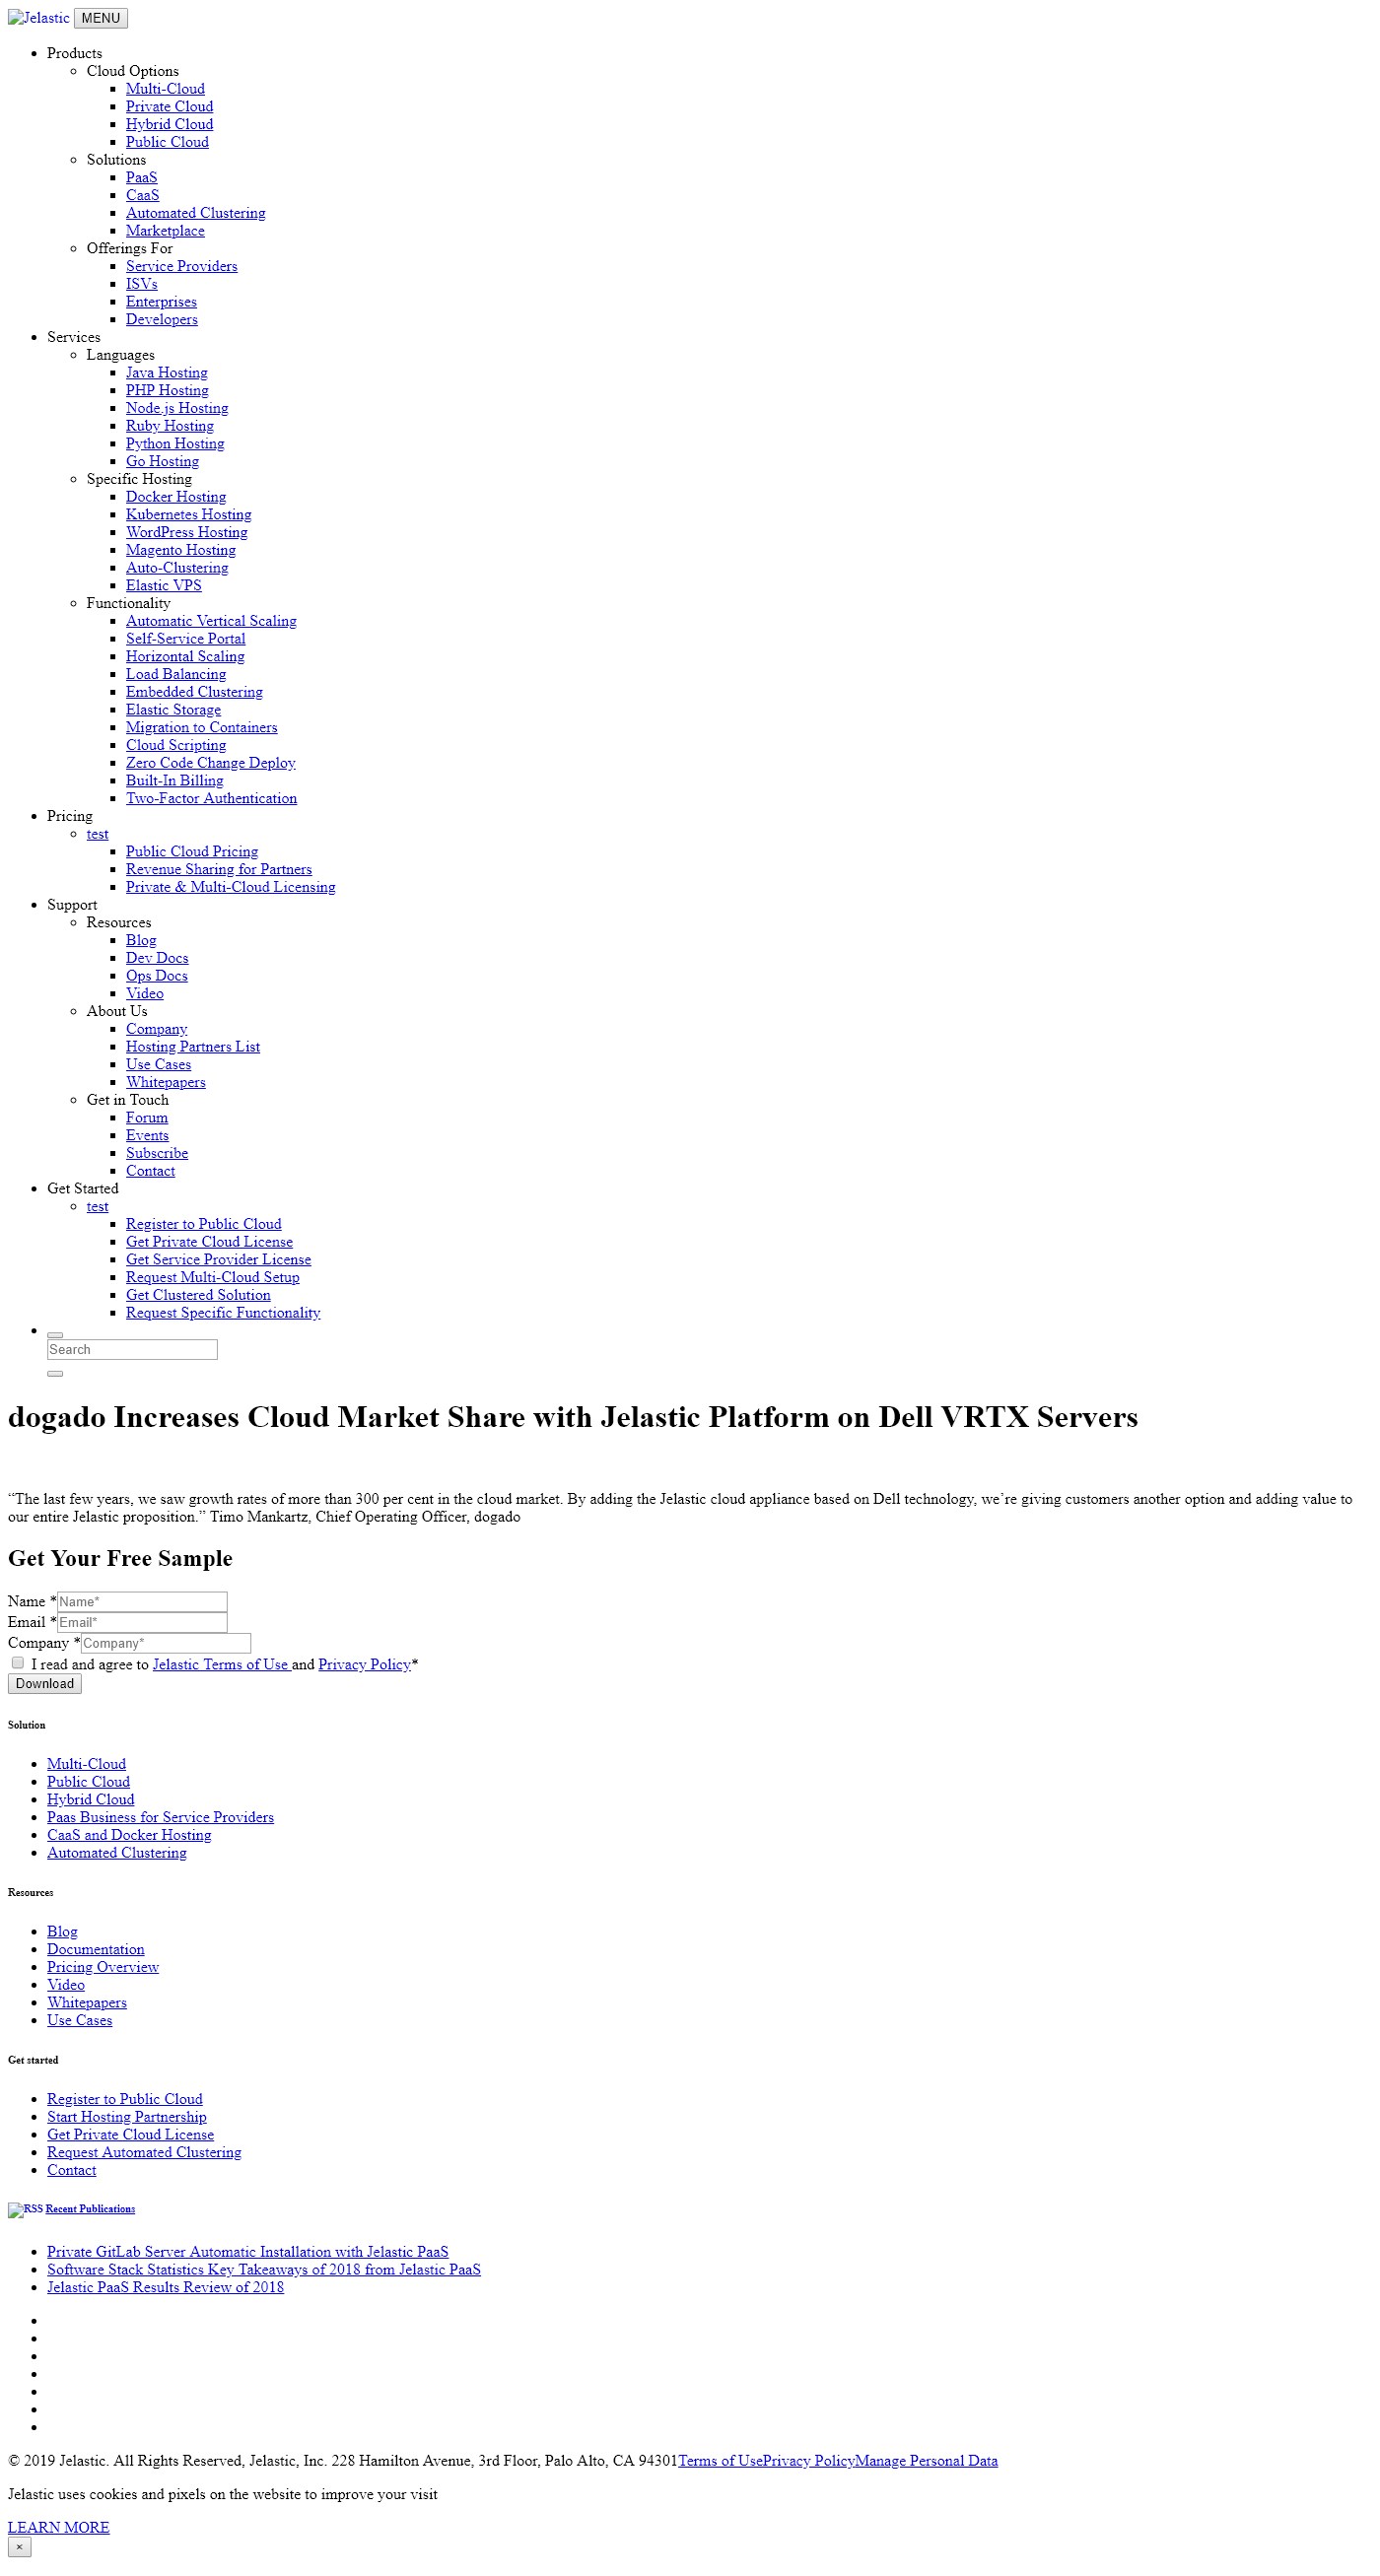 Jelastic MENU
Products
Cloud Options
Multi-Cloud
Private Cloud
Hybrid Cloud
Public Cloud
Solutions
PaaS
CaaS
Automated Clustering
Marketplace
Offerings For
Service Providers
ISVs
Enterprises
Developers
Services
Languages
Java Hosting
PHP Hosting
Node.js Hosting
Ruby Hosting
Python Hosting
Go Hosting
Specific Hosting
Docker Hosting
Kubernetes Hosting
WordPress Hosting
Magento Hosting
Auto-Clustering
Elastic VPS
Functionality
Automatic Vertical Scaling
Self-Service Portal
Horizontal Scaling
Load Balancing
Embedded Clustering
Elastic Storage
Migration to Containers
Cloud Scripting
Zero Code Change Deploy
Built-In Billing
Two-Factor Authentication
Pricing
test
Public Cloud Pricing
Revenue Sharing for Partners
Private & Multi-Cloud Licensing
Support
Resources
Blog
Dev Docs
Ops Docs
Video
About Us
Company
Hosting Partners List
Use Cases
Whitepapers
Get in Touch
Forum
Events
Subscribe
Contact
Get Started
test
Register to Public Cloud
Get Private Cloud License
Get Service Provider License
Request Multi-Cloud Setup
Get Clustered Solution
Request Specific Functionality
Search
dogado Increases Cloud Market Share with Jelastic Platform on Dell VRTX Servers
“The last few years, we saw growth rates of more than 300 per cent in the cloud market. By adding the Jelastic cloud appliance based on Dell technology, we’re giving customers another option and adding value to
our entire Jelastic proposition.” Timo Mankartz, Chief Operating Officer, dogado
Get Your Free Sample
Name *Name*
Email *Email*
Company *Company*
I read and agree to Jelastic Terms of Use and Privacy Policy*
Download
Solution
Multi-Cloud
Public Cloud
Hybrid Cloud
Paas Business for Service Providers
CaaS and Docker Hosting
Automated Clustering
Resources
Blog
Documentation
Pricing Overview
Video
Whitepapers
Use Cases
Get started
Register to Public Cloud
Start Hosting Partnership
Get Private Cloud License
Request Automated Clustering
Contact
RSS Recent Publications
Private GitLab Server Automatic Installation with Jelastic PaaS
Software Stack Statistics Key Takeaways of 2018 from Jelastic PaaS
Jelastic PaaS Results Review of 2018
© 2019 Jelastic. All Rights Reserved, Jelastic, Inc. 228 Hamilton Avenue, 3rd Floor, Palo Alto, CA 94301Terms of UsePrivacy PolicyManage Personal Data
Jelastic uses cookies and pixels on the website to improve your visit
LEARN MORE
×